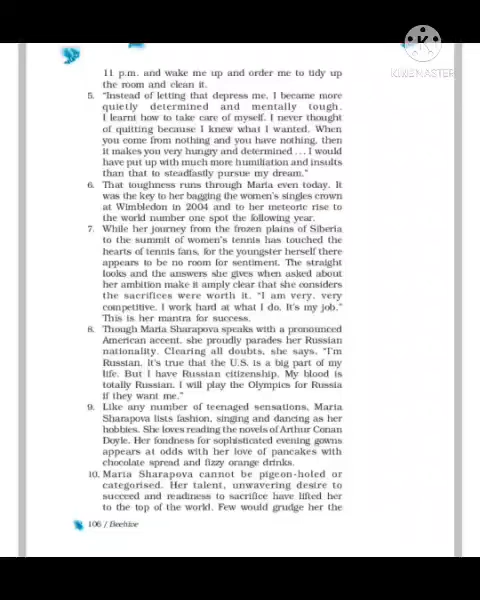 KINEMASTER
11 p.m. and wake me up and order me to tidy up
the room and clean it.
5. "Instead of letting that depress me, I became more
quietly determined and mentally tough.
I learnt how to take care of myself. I never thought
of quitting because I knew what I wanted. When
you come from nothing and you have nothing, then
it makes you very hungry and determined ... I would
have put up with much more humiliation and insults
than that to steadfastly pursue my dream."
6. That toughness runs through Maria even today. It
was the key to her bagging the women's singles crown
at Wimbledon in 2004 and to her meteoric rise to
the world number one spot the following year.
7. While her journey from the frozen plains of Siberia
to the summit of women's tennis has touched the
hearts of tennis fans, for the youngster herself there
appears to be no room for sentiment. The straight
looks and the answers she gives when asked about
her ambition make it amply clear that she considers
the sacrifices were worth it. "I am very, very
competitive. I work hard at what I do. It's my job."
This is her mantra for success.
8. Though Maria Sharapova speaks with a pronounced
American accent, she proudly parades her Russian
nationality. Clearing all doubts, she says, "I'm
Russian. It's true that the U.S. is a big part of my
life. But I have Russian citizenship. My blood is
totally Russian. I will play the Olympics for Russia
if they want me."
9. Like any number of teenaged sensations, Maria
Sharapova lists fashion, singing and dancing as her
hobbies. She loves reading the novels of Arthur Conan
Doyle. Her fondness for sophisticated evening gowns
appears at odds with her love of pancakes with
chocolate spread and fizzy orange drinks.
10. Maria Sharapova cannot be pigeon-holed or
categorised. Her talent, unwavering desire to
succeed and readiness to sacrifice have lifted her
to the top of the world. Few would grudge her the
106 / Beehive